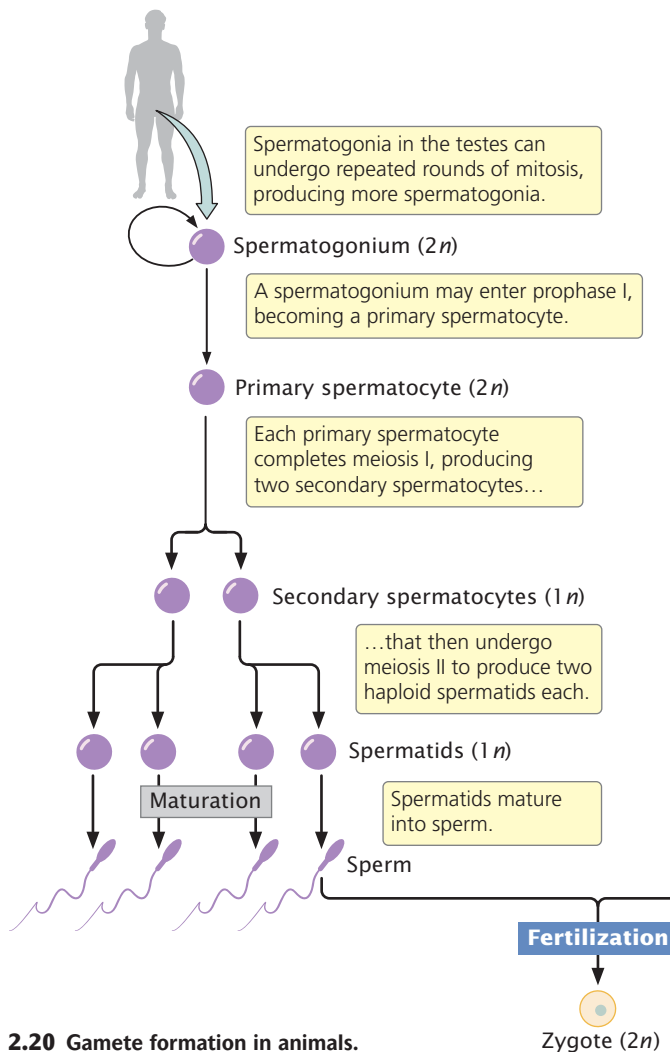 Spermatogonia in the testes can
undergo repeated rounds of mitosis,
producing more spermatogonia.
Spermatogonium (2n)
A spermatogonium may enter prophase I,
becoming a primary spermatocyte.
Primary spermatocyte (2n)
Each primary spermatocyte
completes meiosis I, producing
two secondary spermatocytes…
Secondary spermatocytes (1n)
…that then undergo
meiosis II to produce two
haploid spermatids each.
Spermatids (1n)
Maturation
Spermatids mature
into sperm.
Sperm
Fertilization
Zygote (2n)
2.20 Gamete formation in animals.